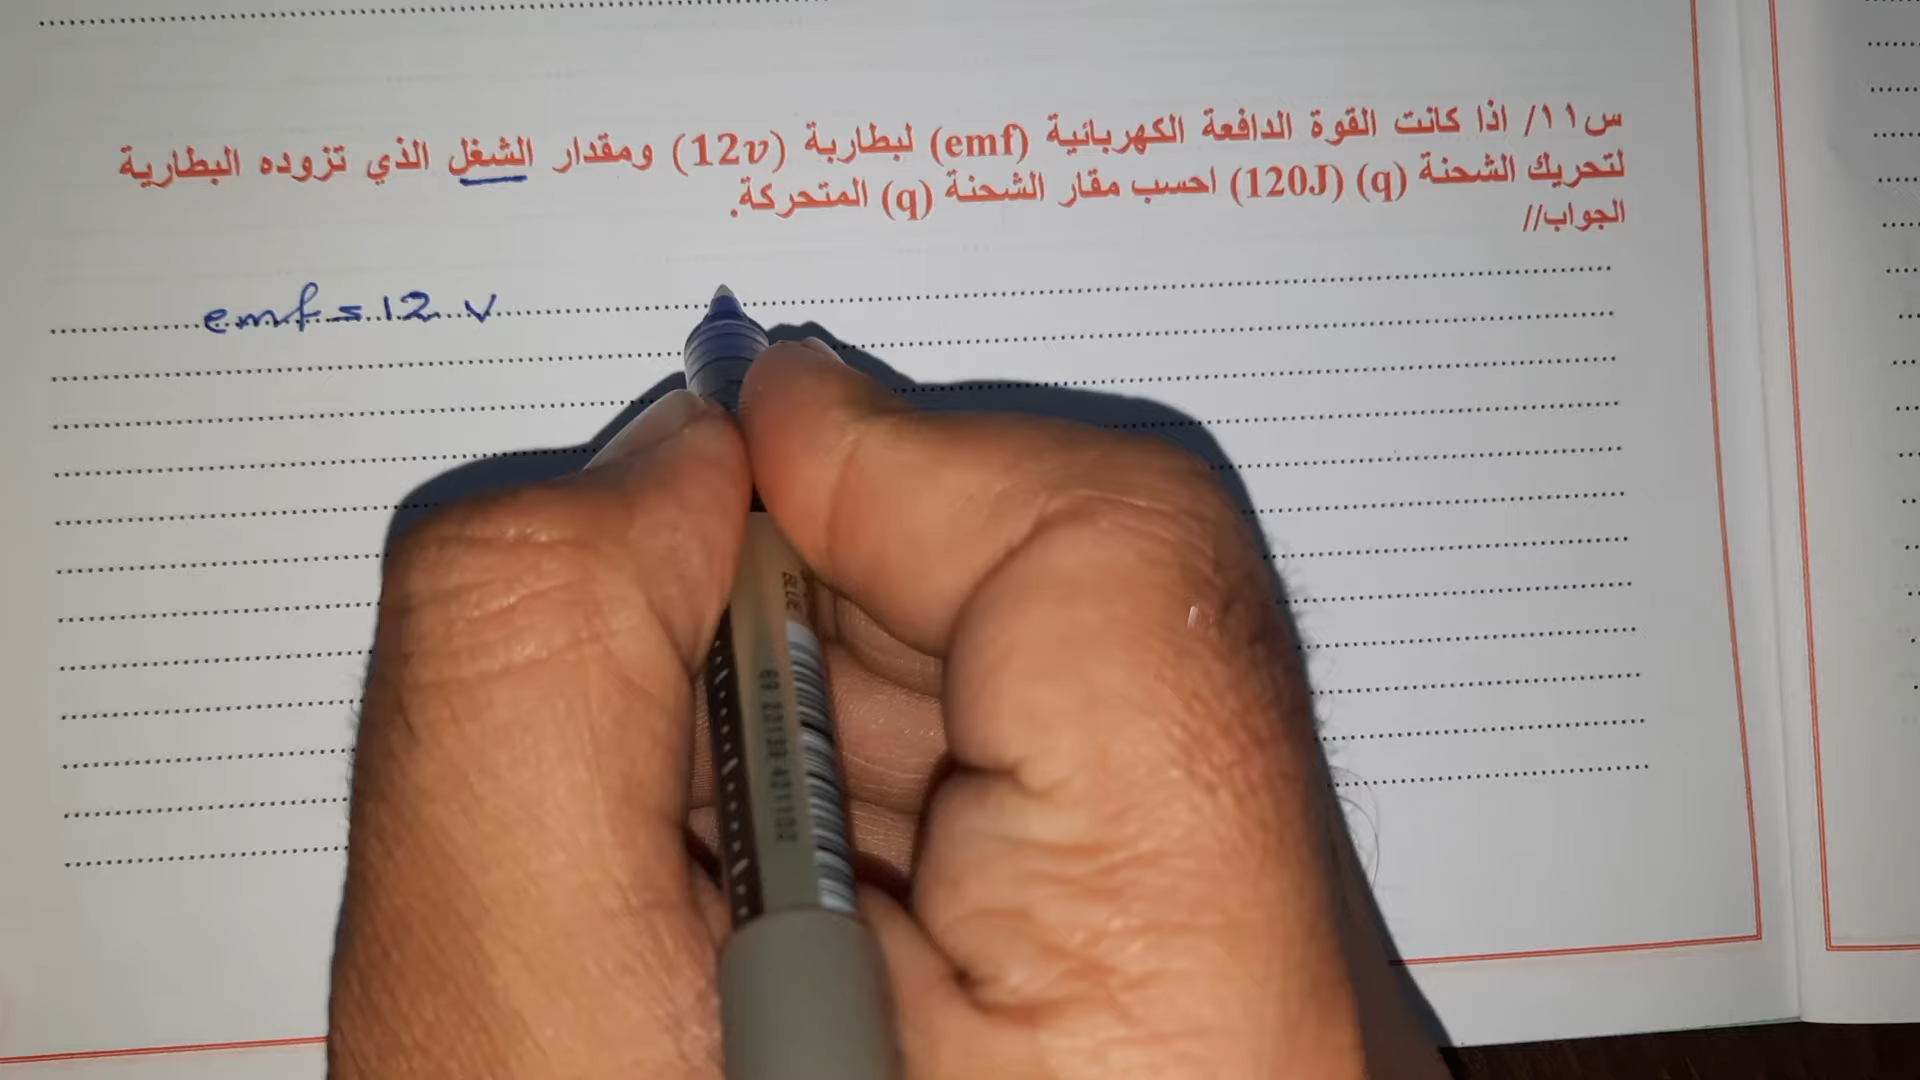 س١١/ اذا كانت القوة الدافعة الكهربائية (emf) لبطارية (12v) ومقدار الشغل الذي تزوده البطارية
لتحريك الشحنة (q) (120J) احسب مقار الشحنة (q) المتحركة.
الجواب//
emf = 12 v
BLUE